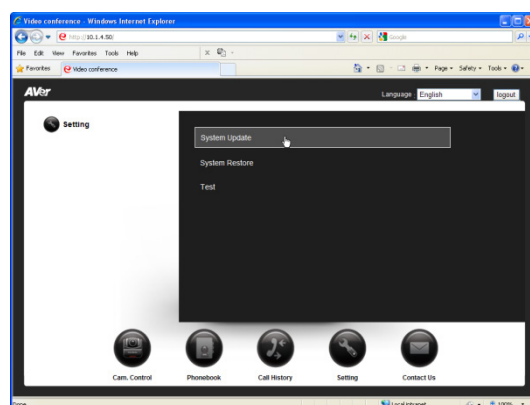 Video conference - Windows Internet Explorer
http://10.1.4.50/
Google
File Edit View Favorites Tools Help
Favorites Video conference
Page Safety Tools
AVer
Language English logout
Setting
System Update
System Restore
Test
Cam. Control Phonebook Call History Setting Contact Us
Done Local intranet 100%